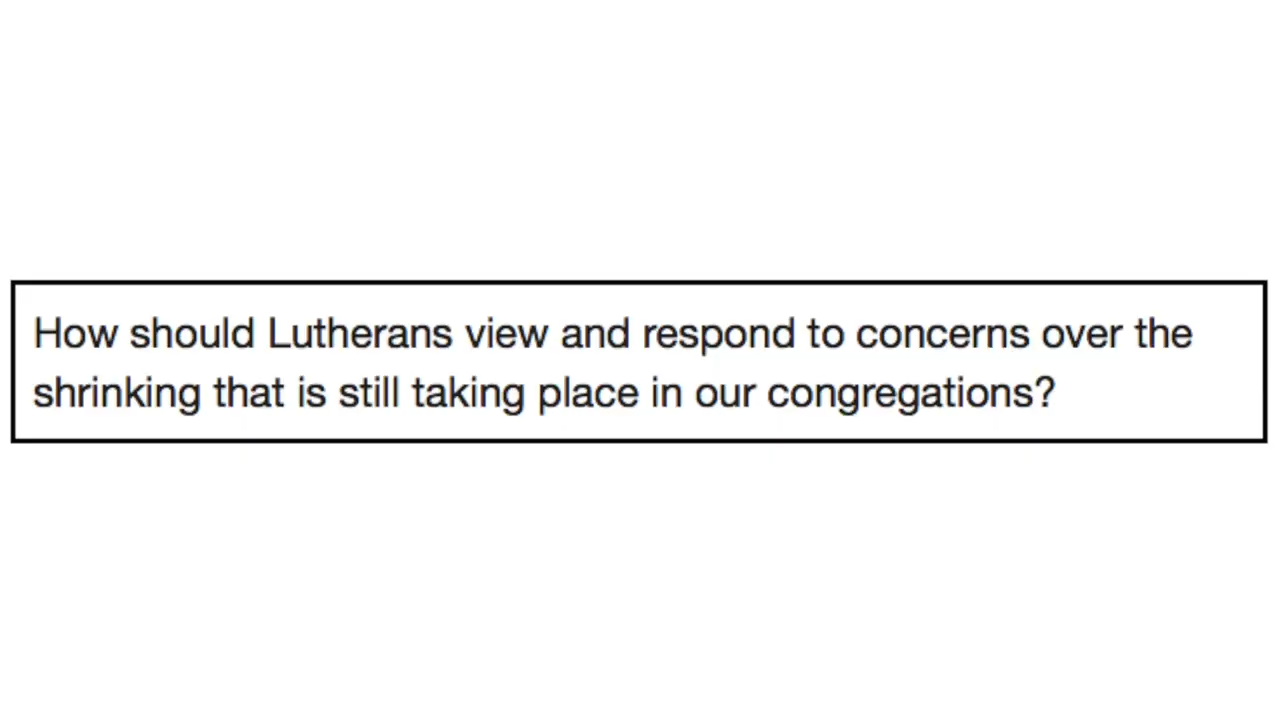 How should Lutherans view and respond to concerns over the
shrinking that is still taking place in our congregations?